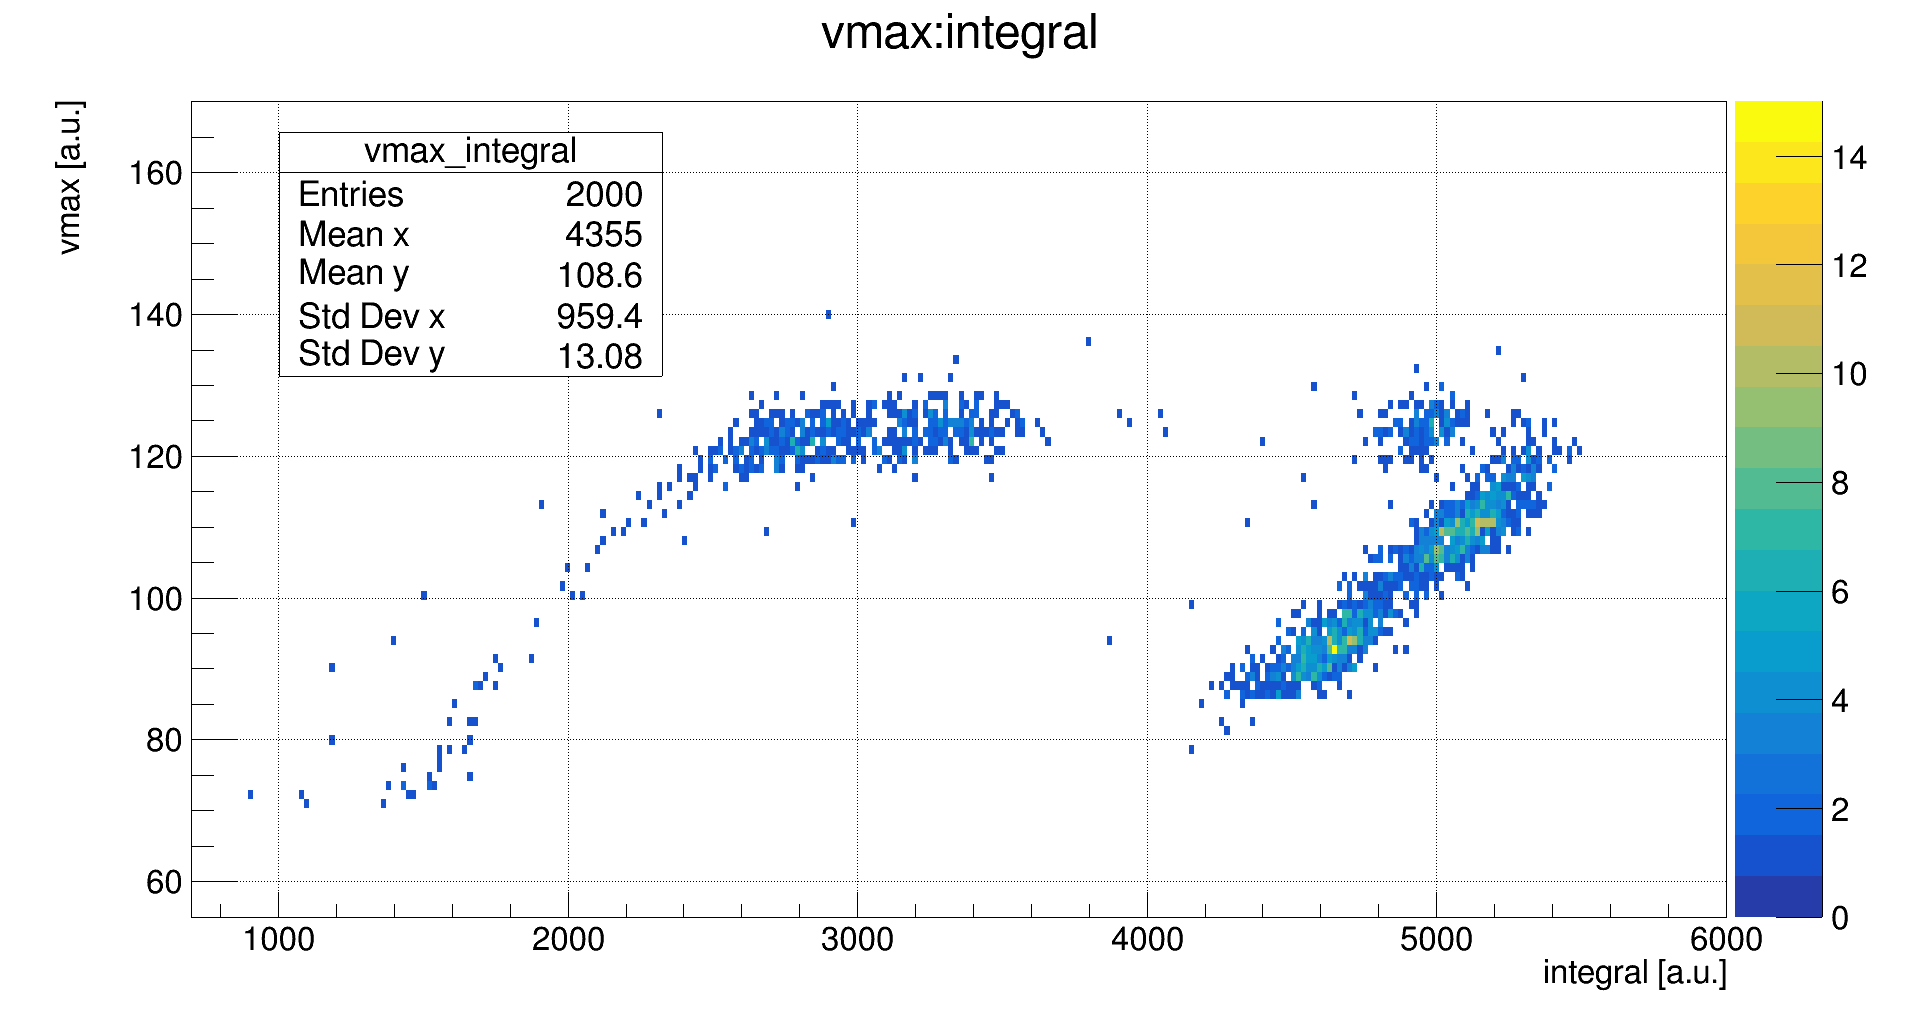 vmax:integral
vmax [a.u.]
vmax_integral
Entries 2000
Mean x 4355
Mean y 108.6
Std Dev x 959.4
Std Dev y 13.08
160
140
120
100
80
60
14
12
10
8
6
4
2
0
1000 2000 3000 4000 5000 6000
integral [a.u.]